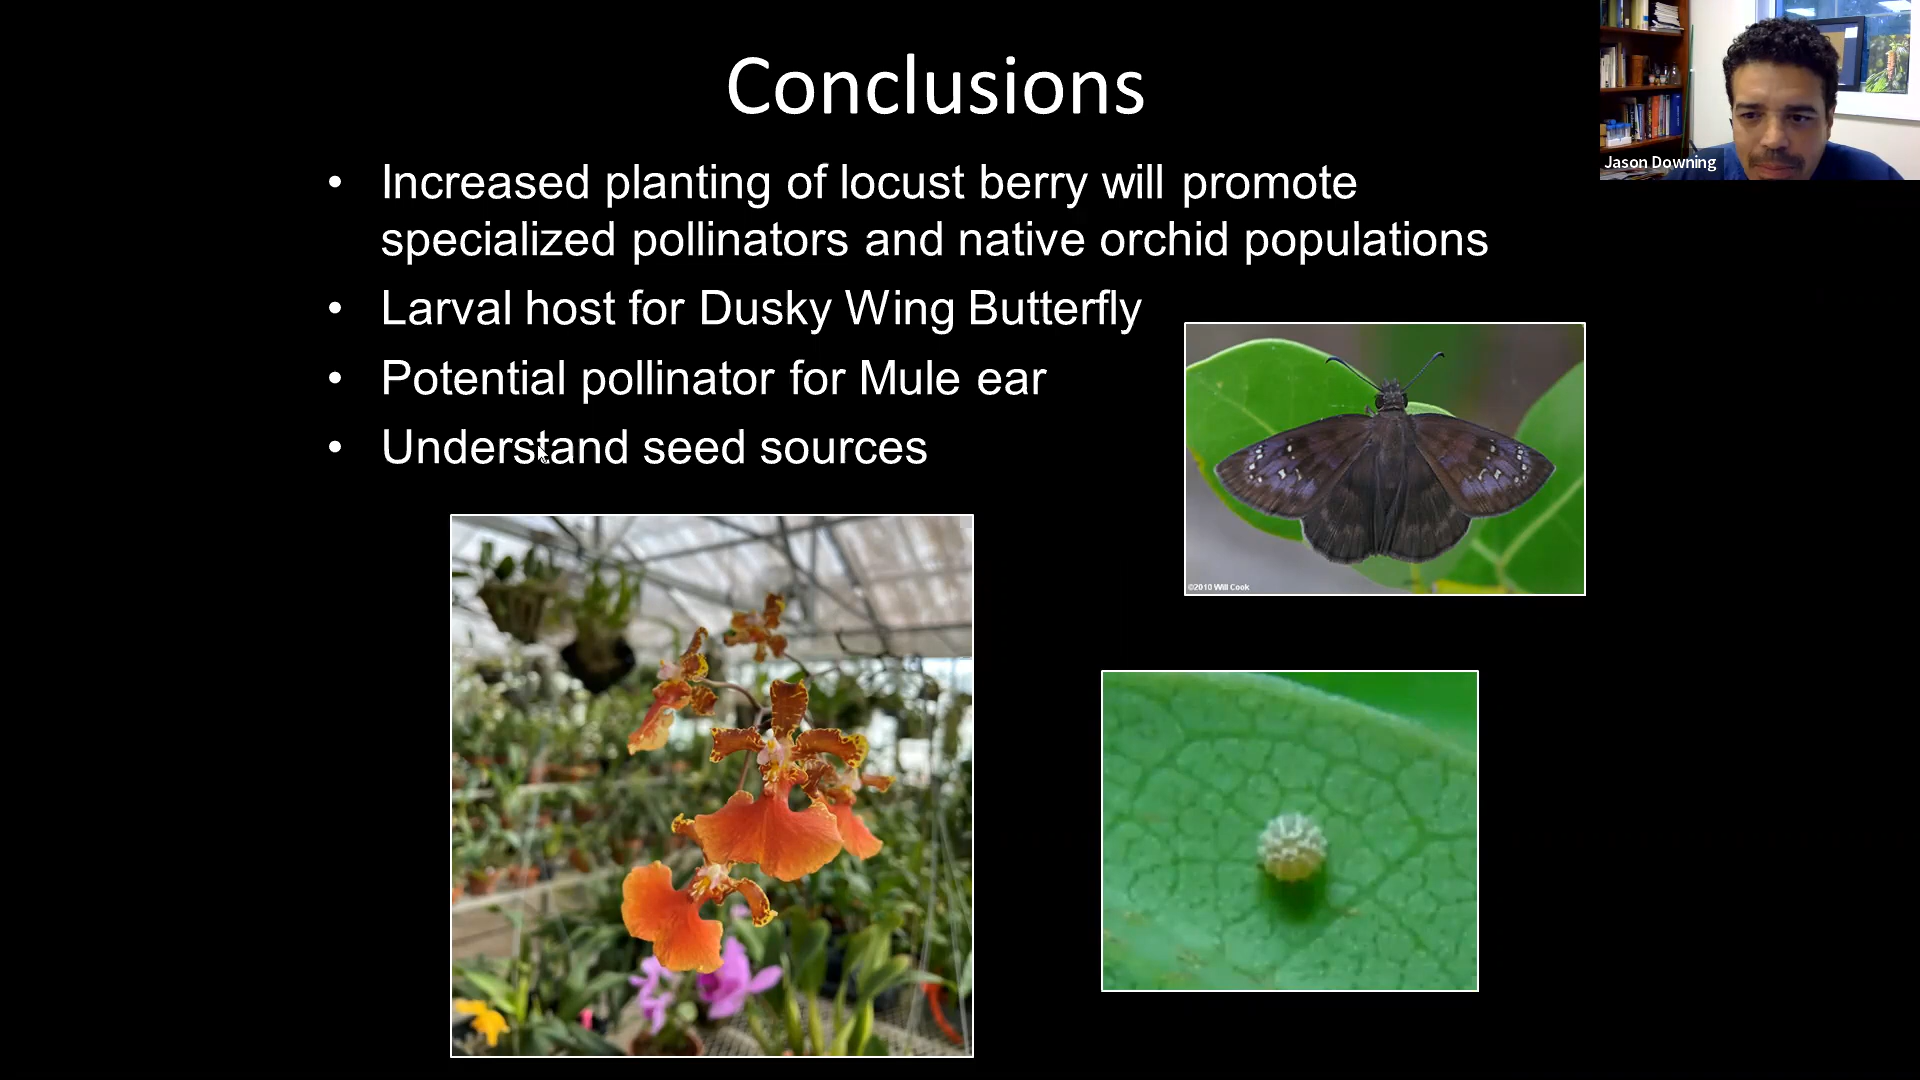 Conclusions
• Increased planting of locust berry will promote
specialized pollinators and native orchid populations
• Larval host for Dusky Wing Butterfly
• Potential pollinator for Mule ear
• Understand seed sources
Jason Downing
©2010 Will Cook